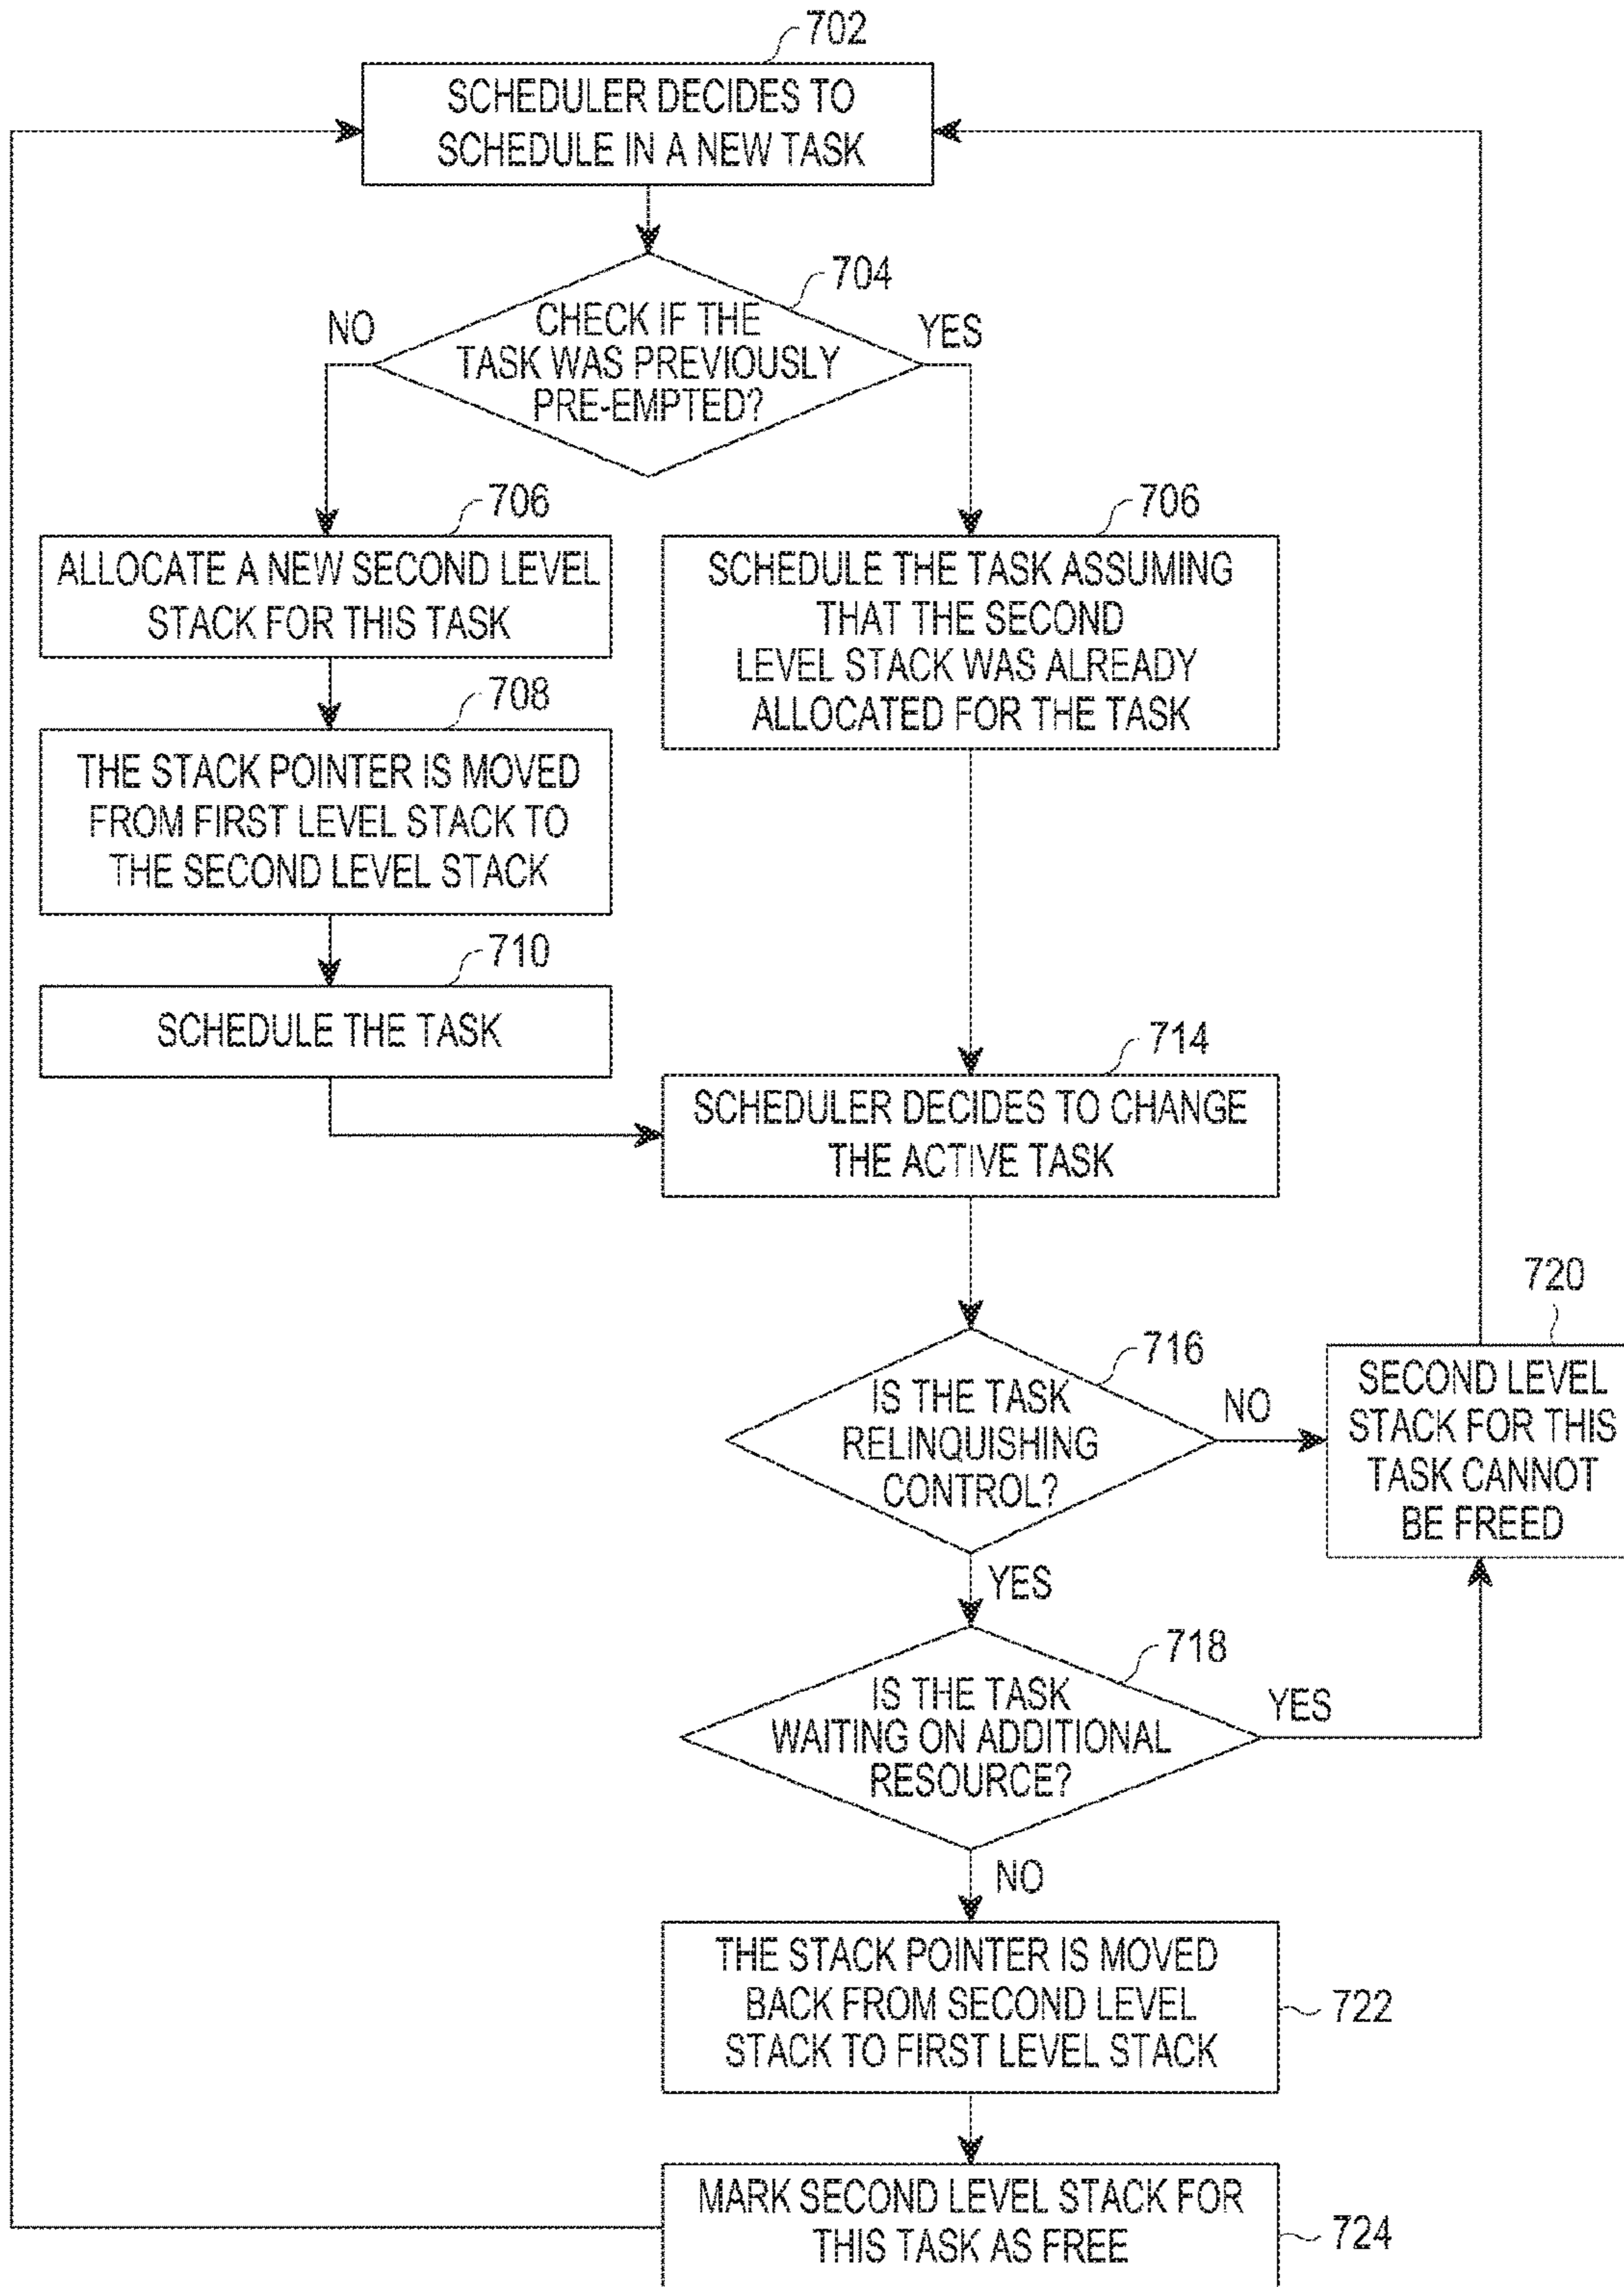 702
SCHEDULER DECIDES TO
SCHEDULE IN A NEW TASK
704
CHECK IF THE
TASK WAS PREVIOUSLY
PRE-EMPTED?
NO
YES
706
ALLOCATE A NEW SECOND LEVEL
STACK FOR THIS TASK
706
SCHEDULE THE TASK ASSUMING
THAT THE SECOND
LEVEL STACK WAS ALREADY
ALLOCATED FOR THE TASK
708
THE STACK POINTER IS MOVED
FROM FIRST LEVEL STACK TO
THE SECOND LEVEL STACK
710
SCHEDULE THE TASK
714
SCHEDULER DECIDES TO CHANGE
THE ACTIVE TASK
716
IS THE TASK
RELINQUISHING
CONTROL?
NO
YES
720
SECOND LEVEL
STACK FOR THIS
TASK CANNOT
BE FREED
718
IS THE TASK
WAITING ON ADDITIONAL
RESOURCE?
YES
NO
THE STACK POINTER IS MOVED
BACK FROM SECOND LEVEL
STACK TO FIRST LEVEL STACK
722
MARK SECOND LEVEL STACK FOR
THIS TASK AS FREE
724